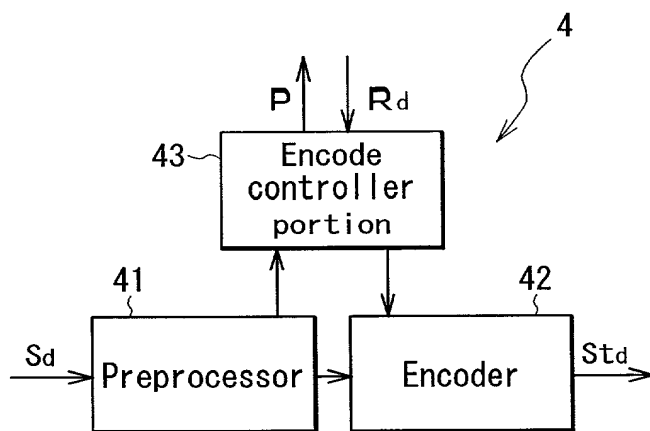 4
P
Rd
43
Encode
controller
portion
41
42
Sd
Preprocessor
Encoder
Std